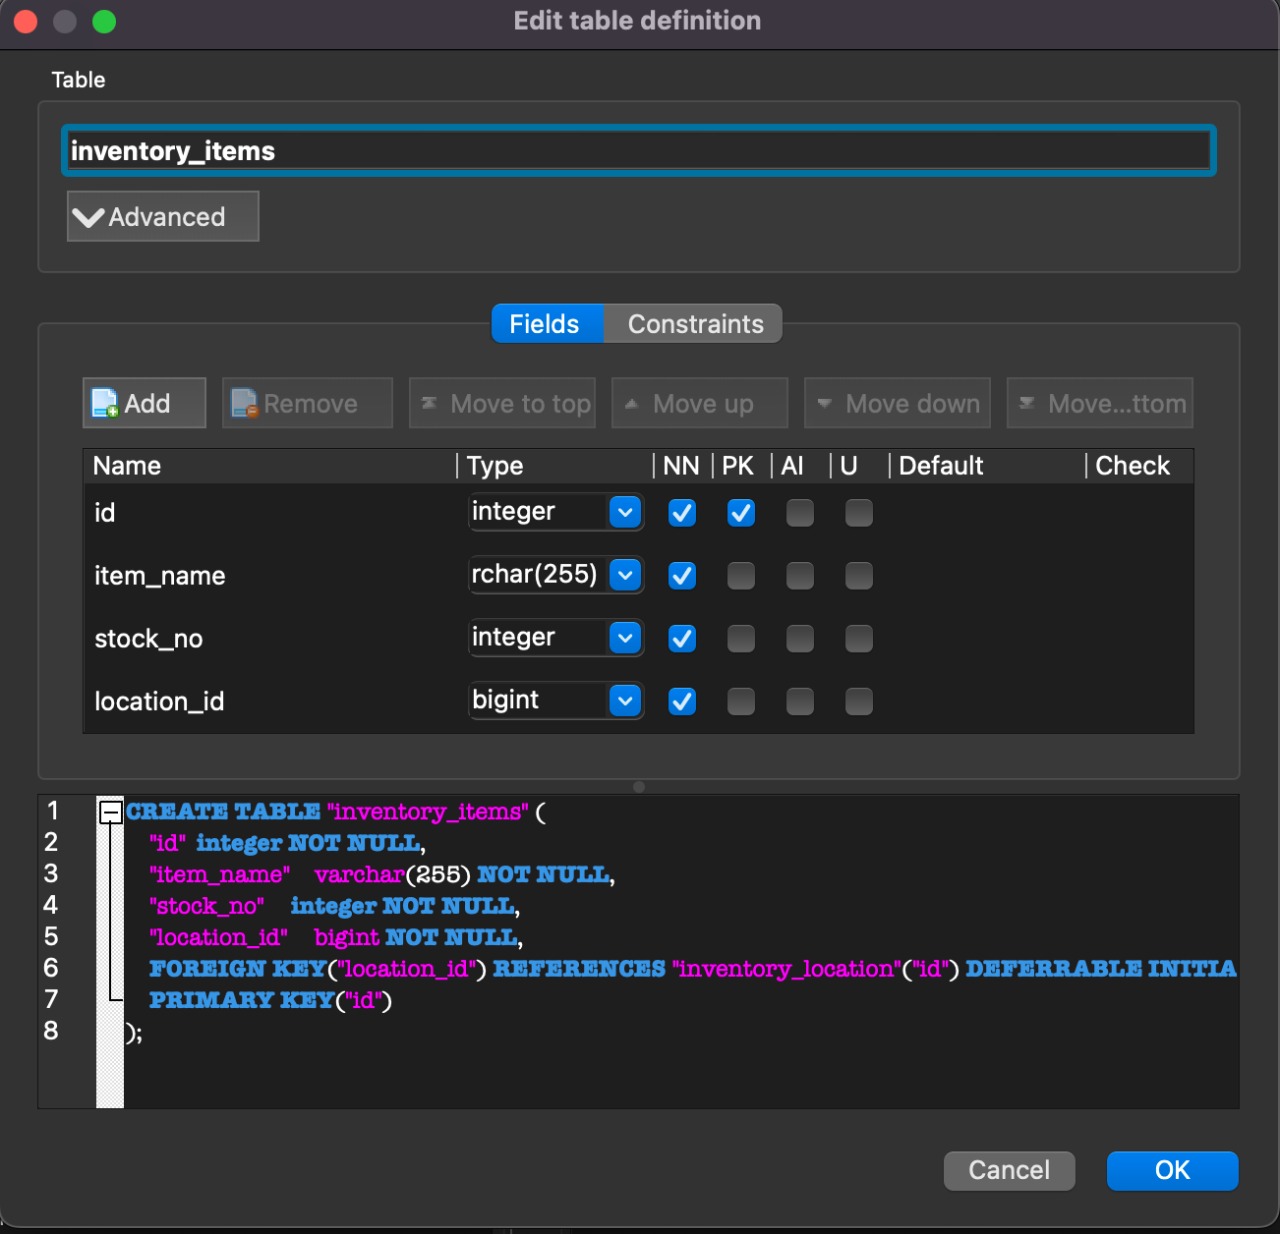 Edit table definition
Table
inventory_items
Advanced
Fields Constraints
Add Remove Move to top Move up Move down Move...ttom
Name Type NN PK AI U Default Check
id integer
item_name rchar(255)
stock_no integer
location_id bigint
1 CREATE TABLE "inventory_items" (
2 "id" integer NOT NULL,
3 "item_name" varchar(255) NOT NULL,
4 "stock_no" integer NOT NULL,
5 "location_id" bigint NOT NULL,
6 FOREIGN KEY("location_id") REFERENCES "inventory_location"("id") DEFERRABLE INITIA
7 PRIMARY KEY("id")
8 );
Cancel OK